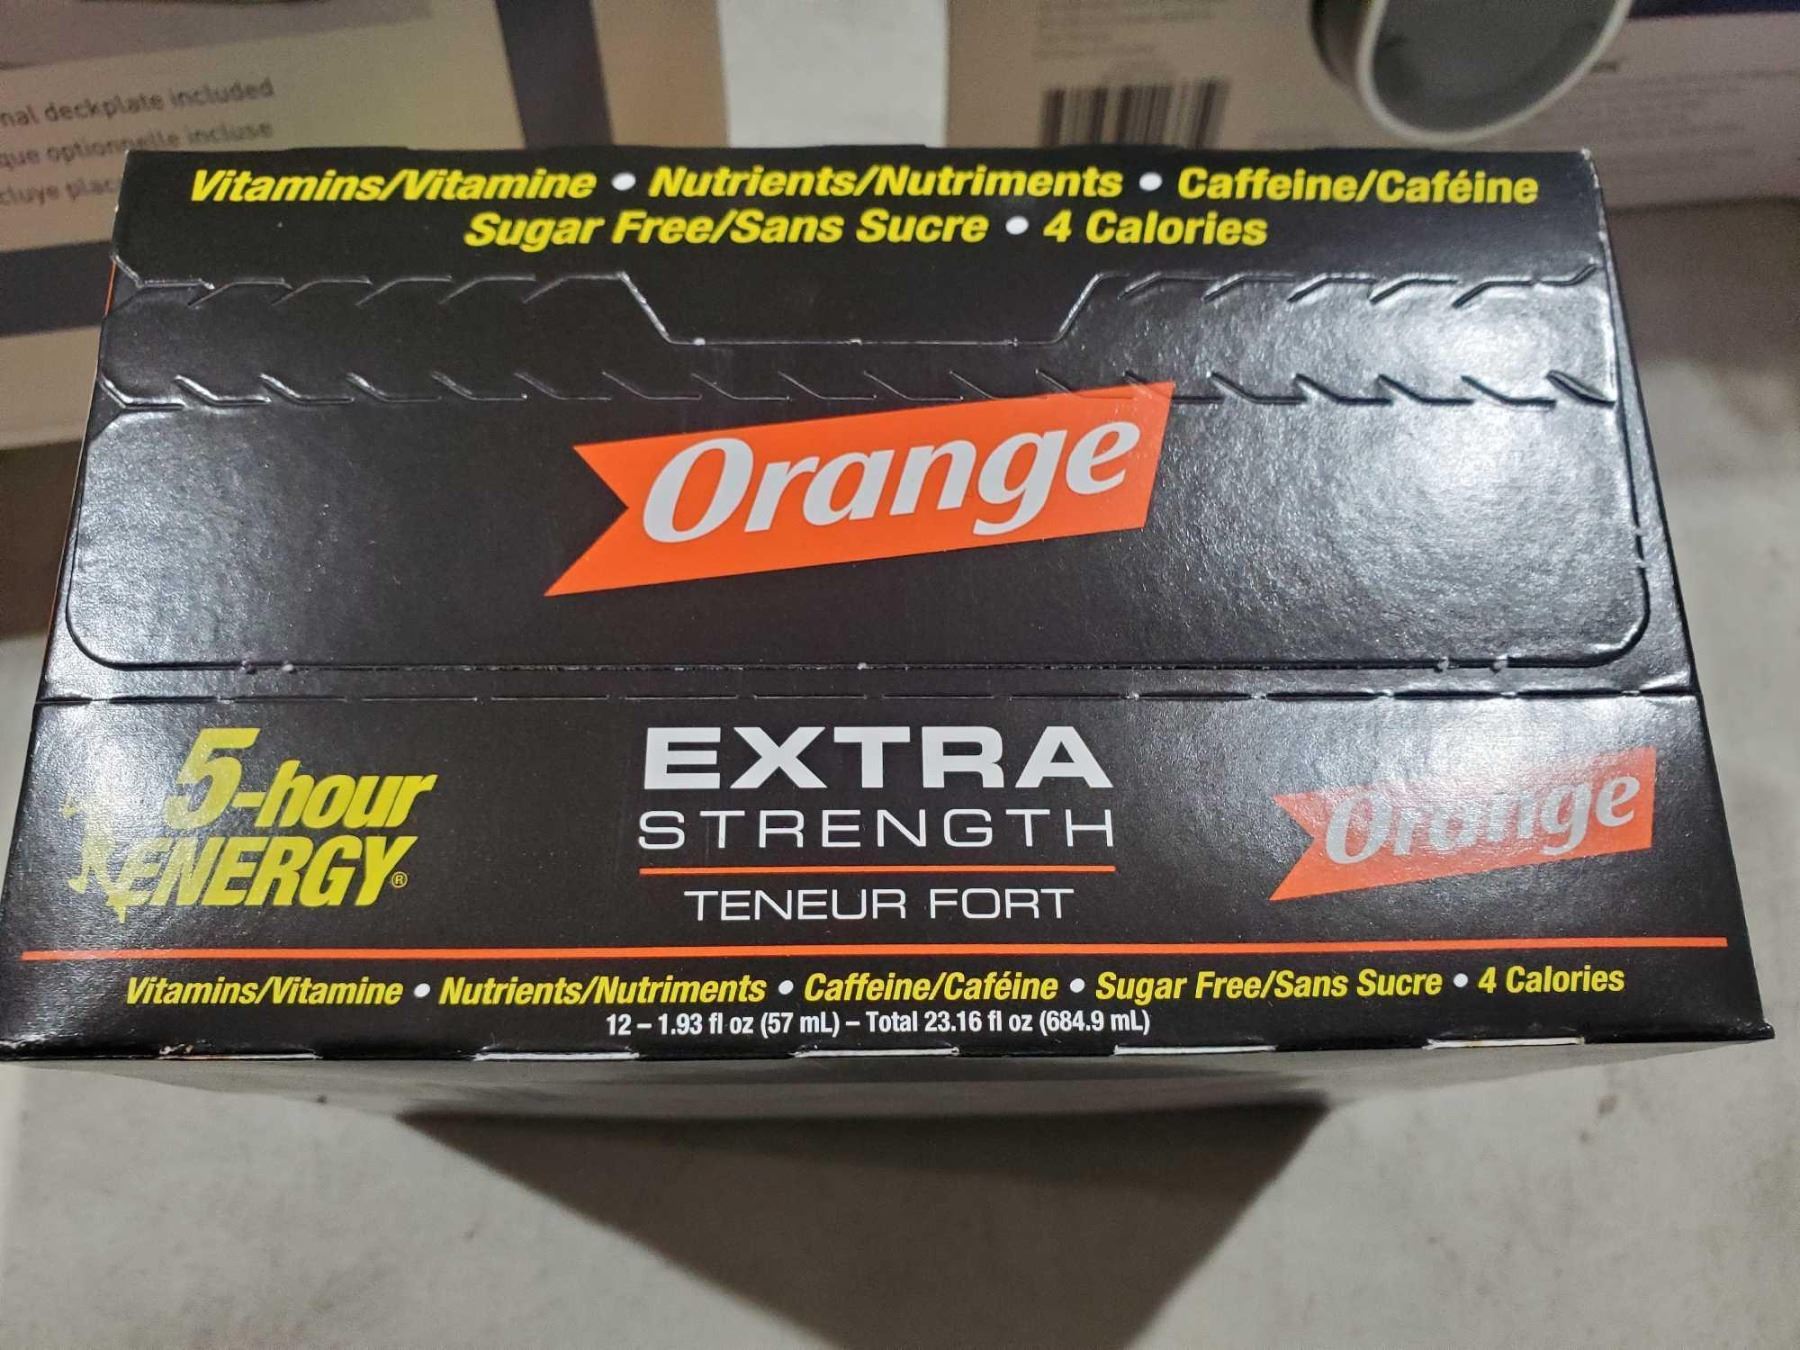 nal deckplate included
que optionnelle incluse
cluye plac
Vitamins/Vitamine • Nutrients/Nutriments • Caffeine/Caféine
Sugar Free/Sans Sucre • 4 Calories
Orange
5-hour
ENERGY®
EXTRA
STRENGTH
TENEUR FORT
Orange
Vitamins/Vitamine • Nutrients/Nutriments • Caffeine/Caféine • Sugar Free/Sans Sucre • 4 Calories
12 – 1.93 fl oz (57 mL) – Total 23.16 fl oz (684.9 mL)